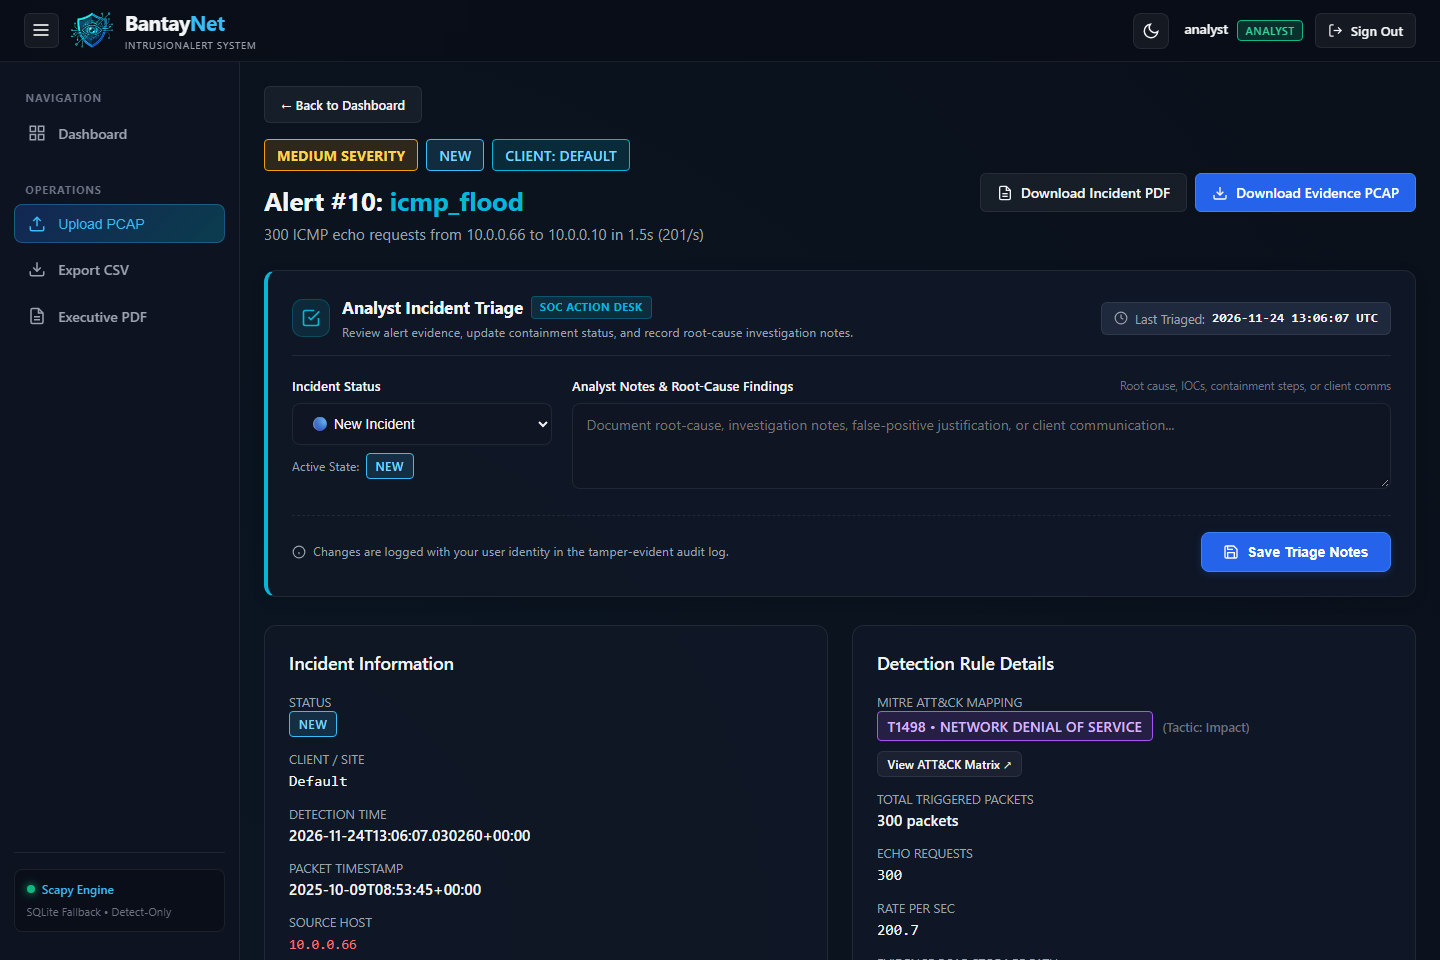 BantayNet
INTRUSIONALERT SYSTEM
analyst
ANALYST
Sign Out
NAVIGATION
Dashboard
OPERATIONS
Upload PCAP
Export CSV
Executive PDF
Scapy Engine
SQLite Fallback • Detect-Only
← Back to Dashboard
MEDIUM SEVERITY
NEW
CLIENT: DEFAULT
Alert #10: icmp_flood
300 ICMP echo requests from 10.0.0.66 to 10.0.0.10 in 1.5s (201/s)
Download Incident PDF
Download Evidence PCAP
Analyst Incident Triage
SOC ACTION DESK
Review alert evidence, update containment status, and record root-cause investigation notes.
Last Triaged: 2026-11-24 13:06:07 UTC
Incident Status
New Incident
Active State: NEW
Analyst Notes & Root-Cause Findings
Root cause, IOCs, containment steps, or client comms
Document root-cause, investigation notes, false-positive justification, or client communication...
Changes are logged with your user identity in the tamper-evident audit log.
Save Triage Notes
Incident Information
STATUS
NEW
CLIENT / SITE
Default
DETECTION TIME
2026-11-24T13:06:07.030260+00:00
PACKET TIMESTAMP
2025-10-09T08:53:45+00:00
SOURCE HOST
10.0.0.66
Detection Rule Details
MITRE ATT&CK MAPPING
T1498 • NETWORK DENIAL OF SERVICE
(Tactic: Impact)
View ATT&CK Matrix ↗
TOTAL TRIGGERED PACKETS
300 packets
ECHO REQUESTS
300
RATE PER SEC
200.7